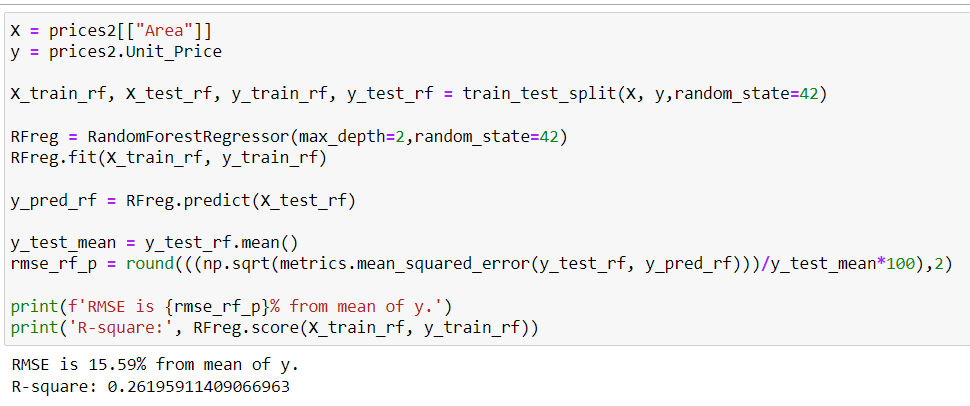 X = prices2[["Area"]]
y = prices2.Unit_Price
X_train_rf, X_test_rf, y_train_rf, y_test_rf = train_test_split(X, y,random_state=42)
RFreg = RandomForestRegressor(max_depth=2,random_state=42)
RFreg.fit(X_train_rf, y_train_rf)
y_pred_rf = RFreg.predict(X_test_rf)
y_test_mean = y_test_rf.mean()
rmse_rf_p = round(((np.sqrt(metrics.mean_squared_error(y_test_rf, y_pred_rf)))/y_test_mean*100),2)
print(f'RMSE is {rmse_rf_p}% from mean of y.')
print('R-square:', RFreg.score(X_train_rf, y_train_rf))
RMSE is 15.59% from mean of y.
R-square: 0.26195911409066963